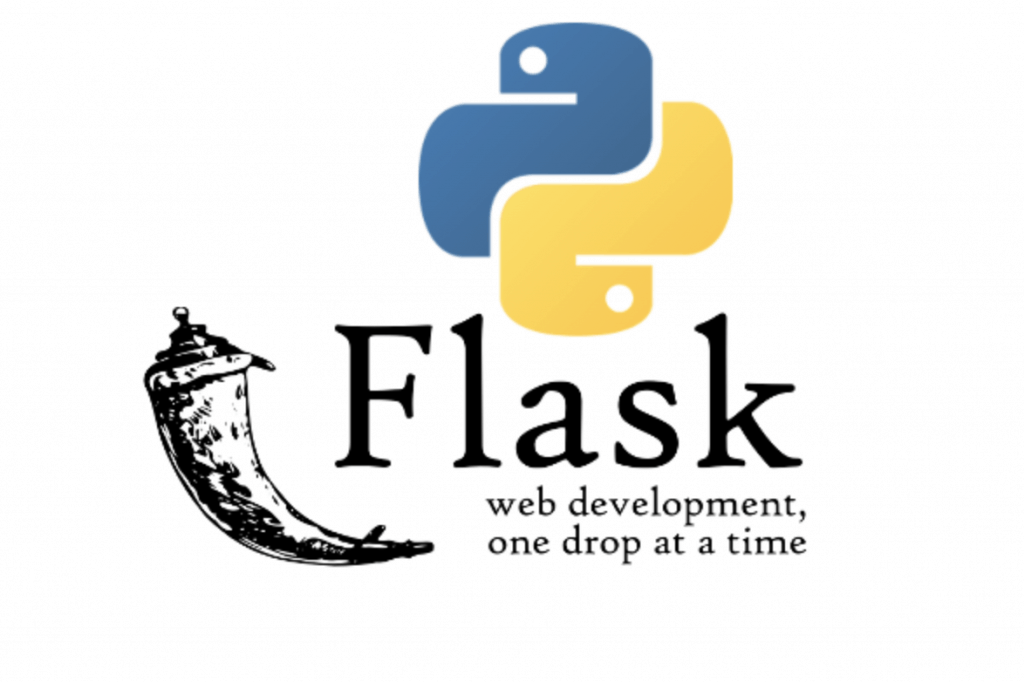 Flask
web development,
one drop at a time